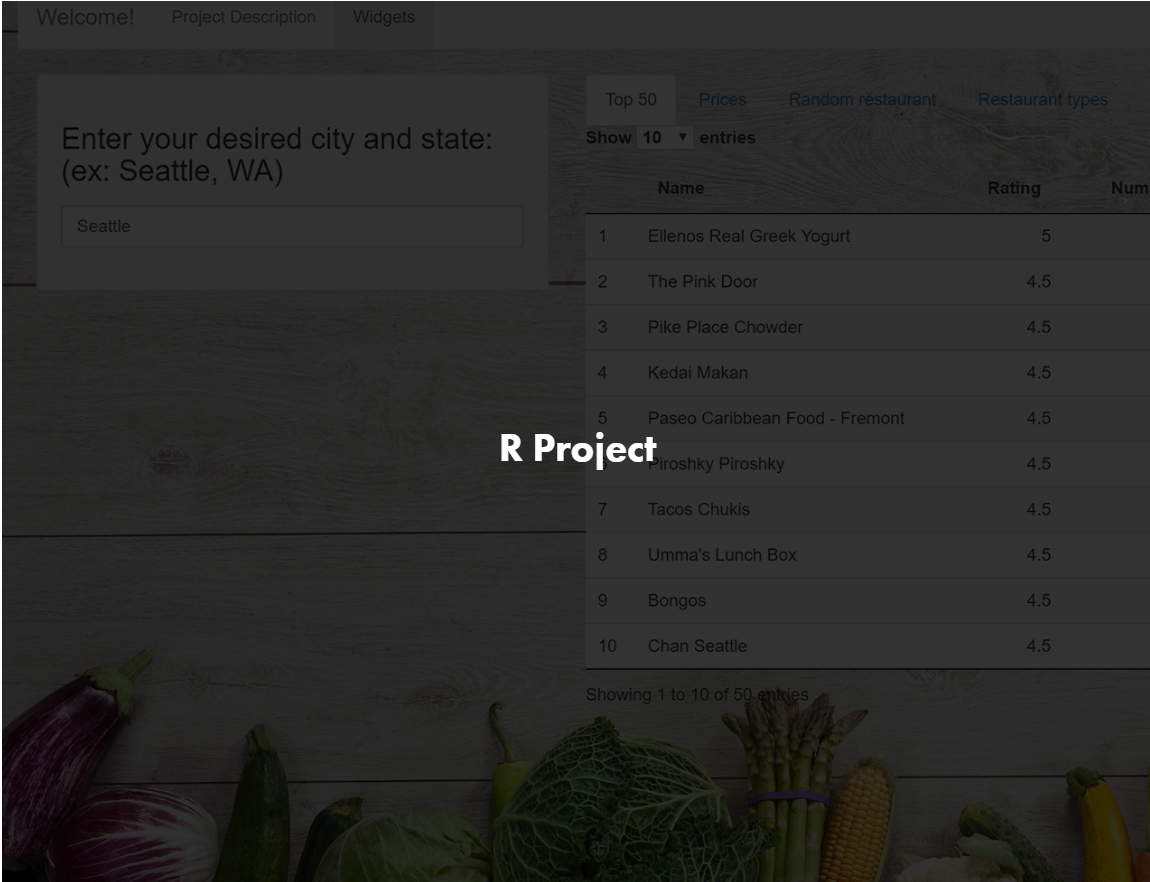 Welcome! Project Description Widgets
Enter your desired city and state:
(ex: Seattle, WA)
Seattle
Top 50 Prices Random restaurant Restaurant types
Show 10 entries
Name Rating Num
1 Ellenos Real Greek Yogurt 5
2 The Pink Door 4.5
3 Pike Place Chowder 4.5
4 Kedai Makan 4.5
5 Paseo Caribbean Food - Fremont 4.5
R Project
Piroshky Piroshky 4.5
7 Tacos Chukis 4.5
8 Umma's Lunch Box 4.5
9 Bongos 4.5
10 Chan Seattle 4.5
Showing 1 to 10 of 50 entries